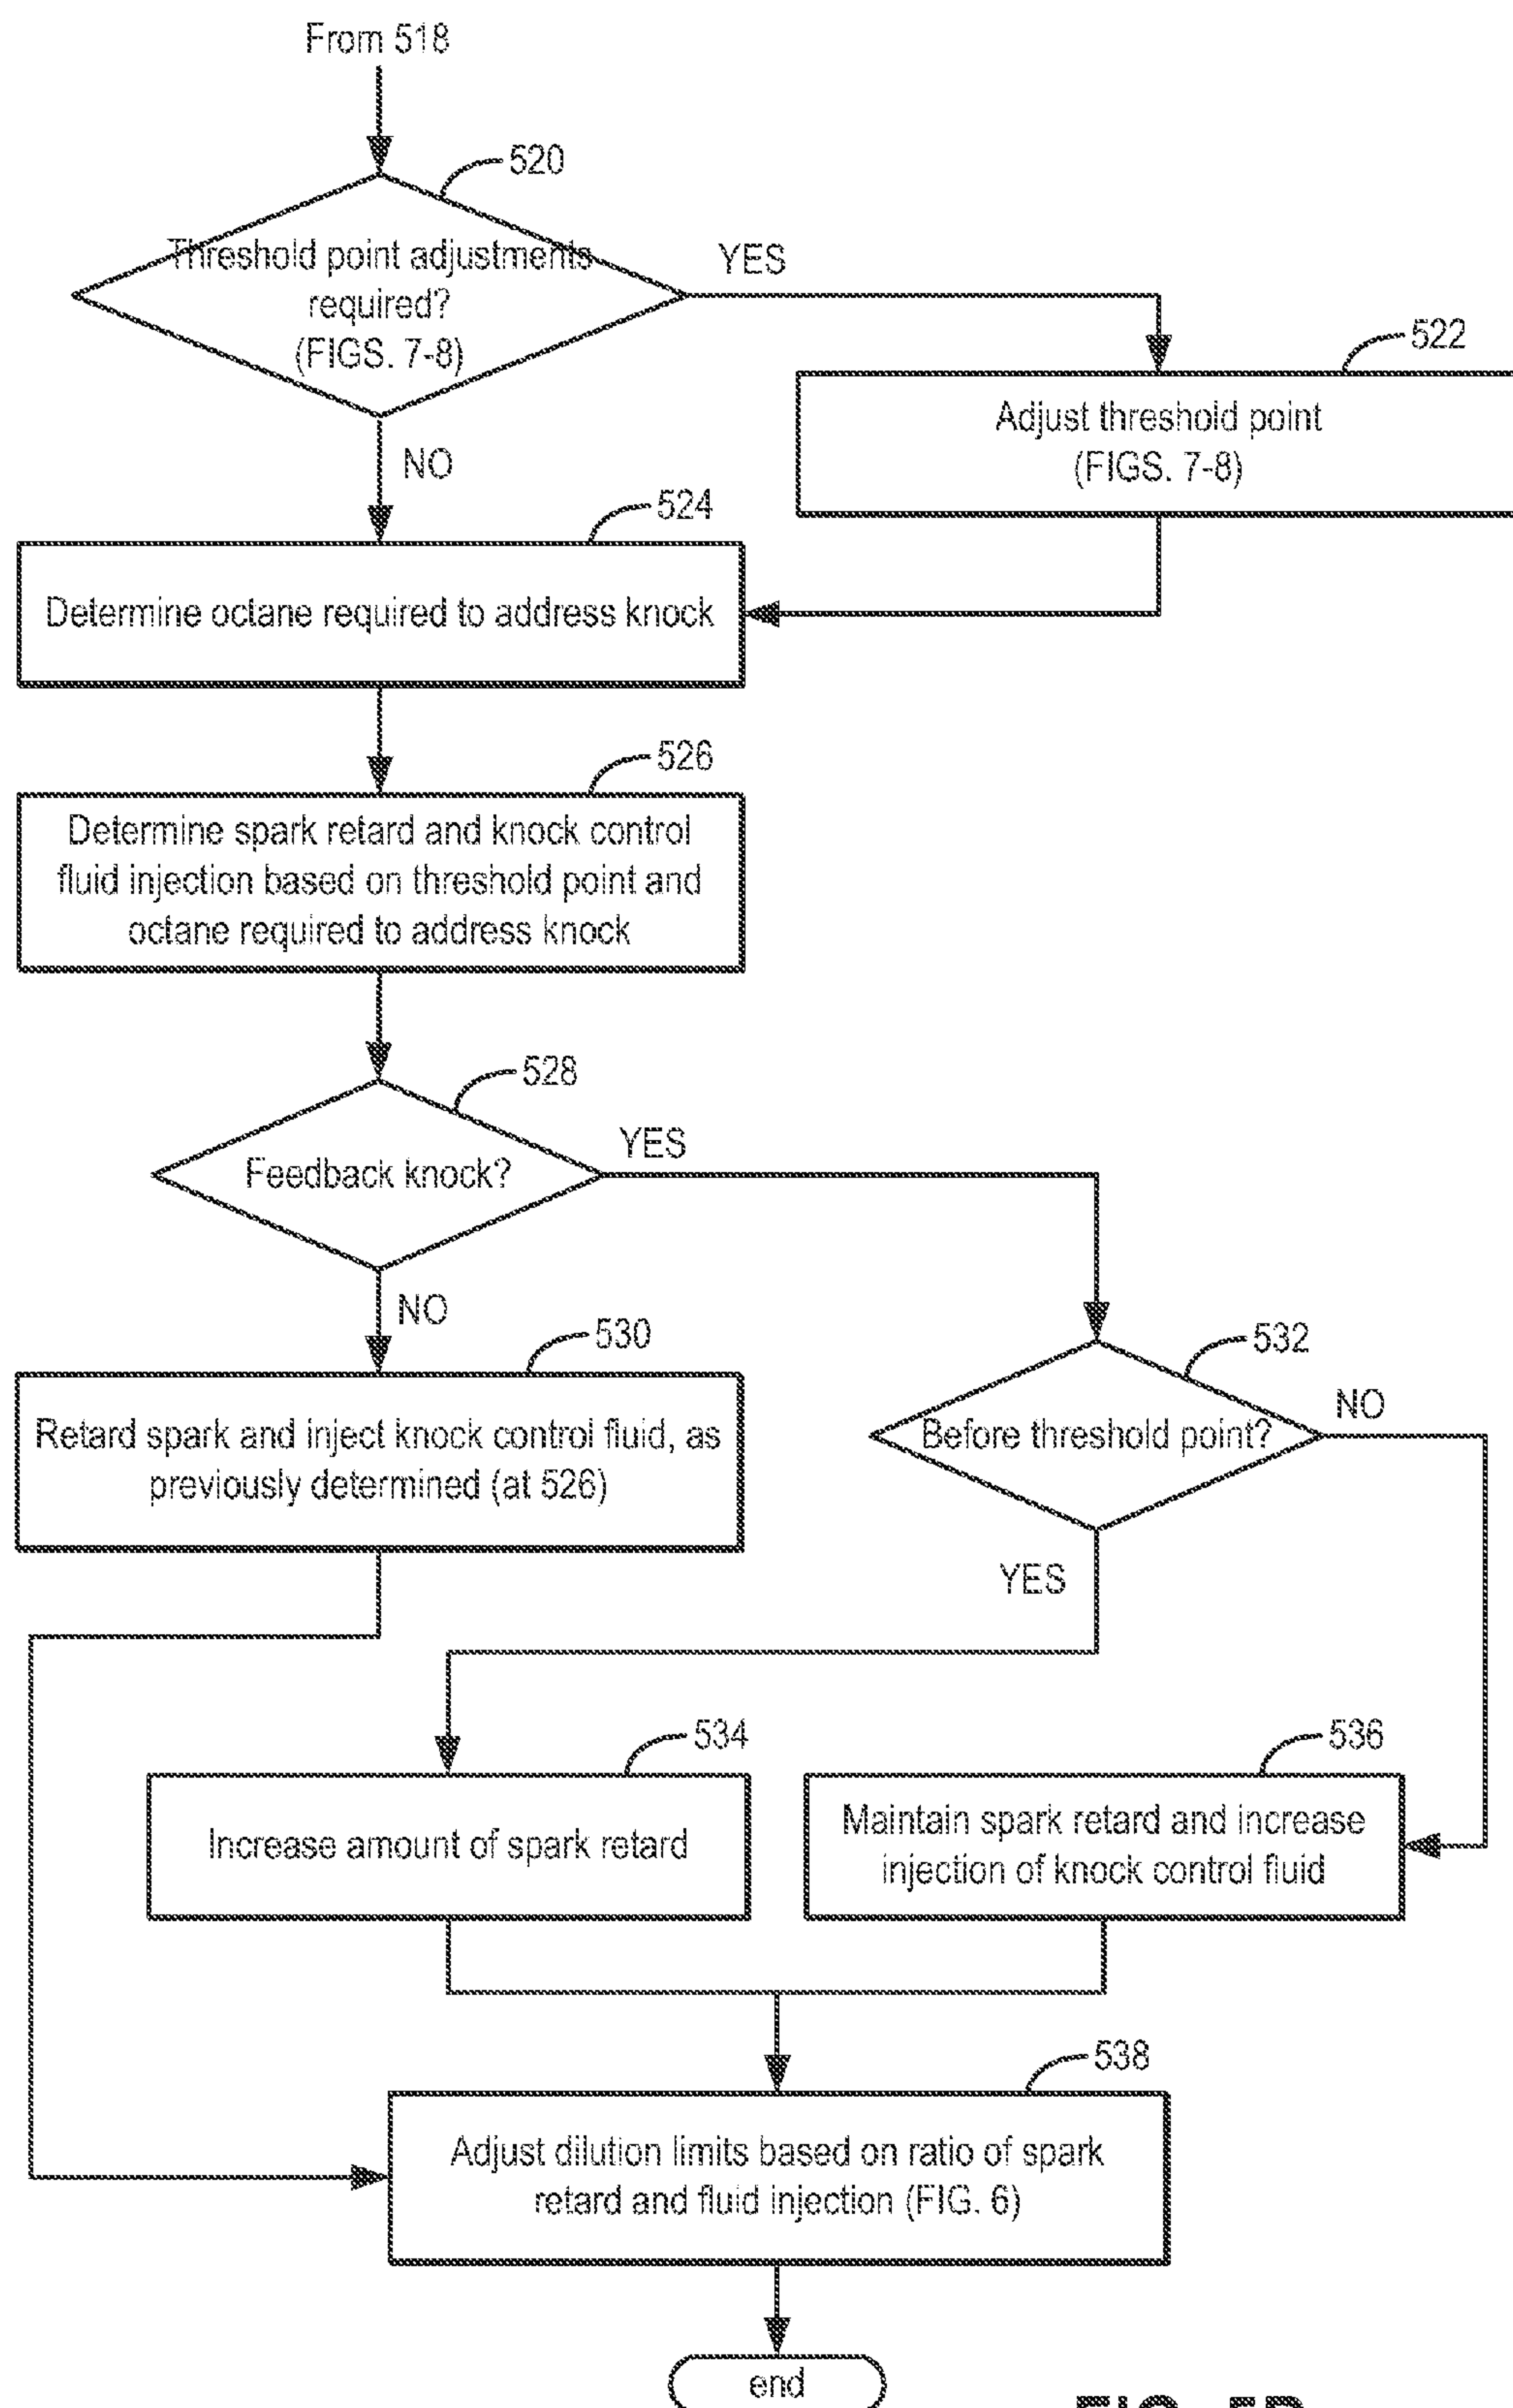 From 518
520
Threshold point adjustments
required?
(FIGS. 7-8)
YES
522
Adjust threshold point
(FIGS. 7-8)
NO
524
Determine octane required to address knock
526
Determine spark retard and knock control
fluid injection based on threshold point and
octane required to address knock
528
Feedback knock?
YES
NO
530
Retard spark and inject knock control fluid, as
previously determined (at 526)
532
Before threshold point?
NO
YES
534
Increase amount of spark retard
536
Maintain spark retard and increase
injection of knock control fluid
538
Adjust dilution limits based on ratio of spark
retard and fluid injection (FIG. 6)
end